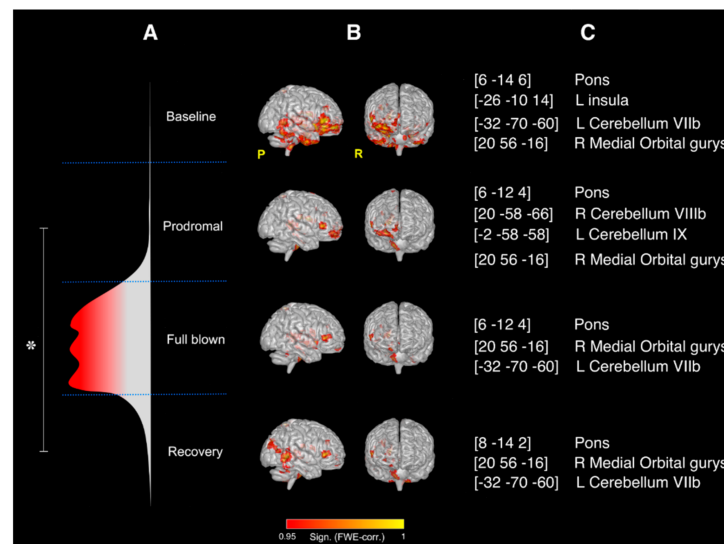 A B C
Baseline
[6 -14 6] Pons
[-26 -10 14] L insula
[-32 -70 -60] L Cerebellum VIIb
[20 56 -16] R Medial Orbital gurys
P R
Prodromal
[6 -12 4] Pons
[20 -58 -66] R Cerebellum VIIIb
[-2 -58 -58] L Cerebellum IX
[20 56 -16] R Medial Orbital gurys
*
Full blown
[6 -12 4] Pons
[20 56 -16] R Medial Orbital gurys
[-32 -70 -60] L Cerebellum VIIb
Recovery
[8 -14 2] Pons
[20 56 -16] R Medial Orbital gurys
[-32 -70 -60] L Cerebellum VIIb
0.95 Sign. (FWE-corr.) 1